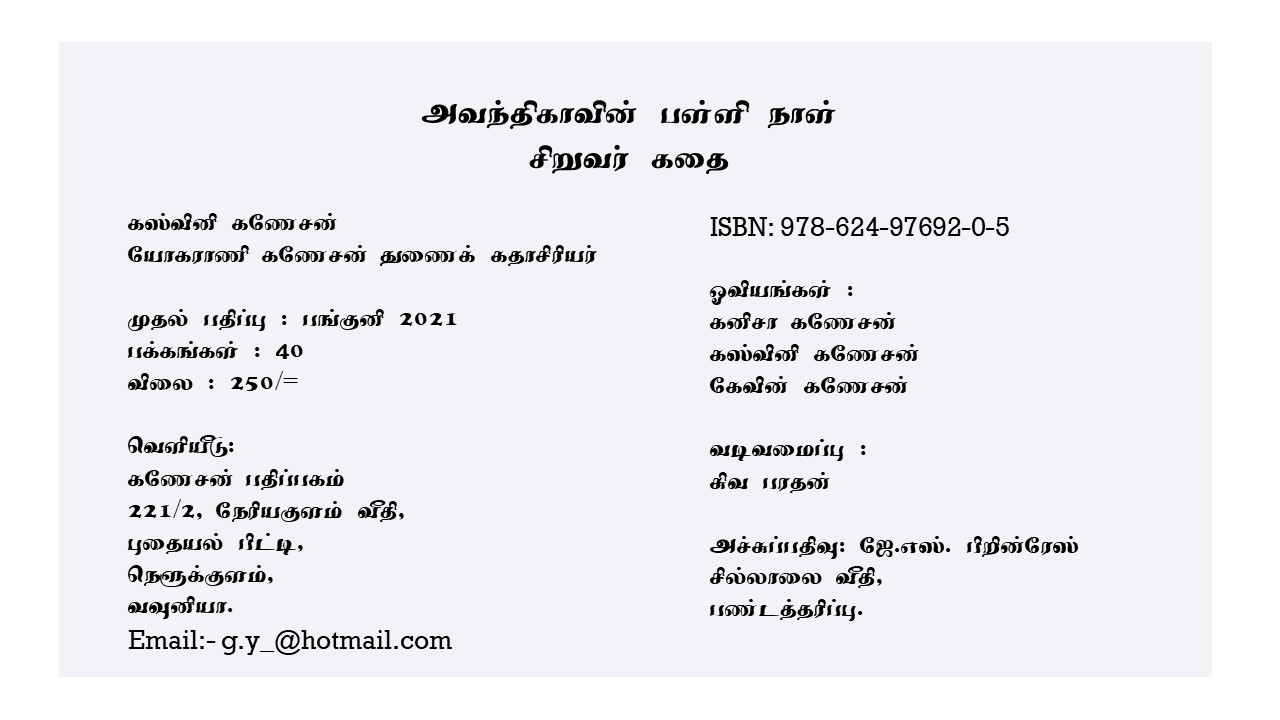 அவந்திகாவின் பள்ளி நாள்
சிறுவர் கதை
கஸ்வினி கணேசன்
யோகராணி கணேசன் துணைக் கதாசிரியர்
முதல் பதிப்பு : பங்குனி 2021
பக்கங்கள் : 40
விலை : 250/=
வெளியீடு:
கணேசன் பதிப்பகம்
221/2, நேரியகுளம் வீதி,
புதையல் பிட்டி,
நெளுக்குளம்,
வவுனியா.
Email:- g.y_@hotmail.com
ISBN: 978-624-97692-0-5
ஓவியங்கள் :
கனிசா கணேசன்
கஸ்வினி கணேசன்
கேவின் கணேசன்
வடிவமைப்பு :
சிவ பரதன்
அச்சுப்பதிவு: ஜே.எஸ். பிறின்ரேஸ்
சில்லாலை வீதி,
பண்டத்தரிப்பு.